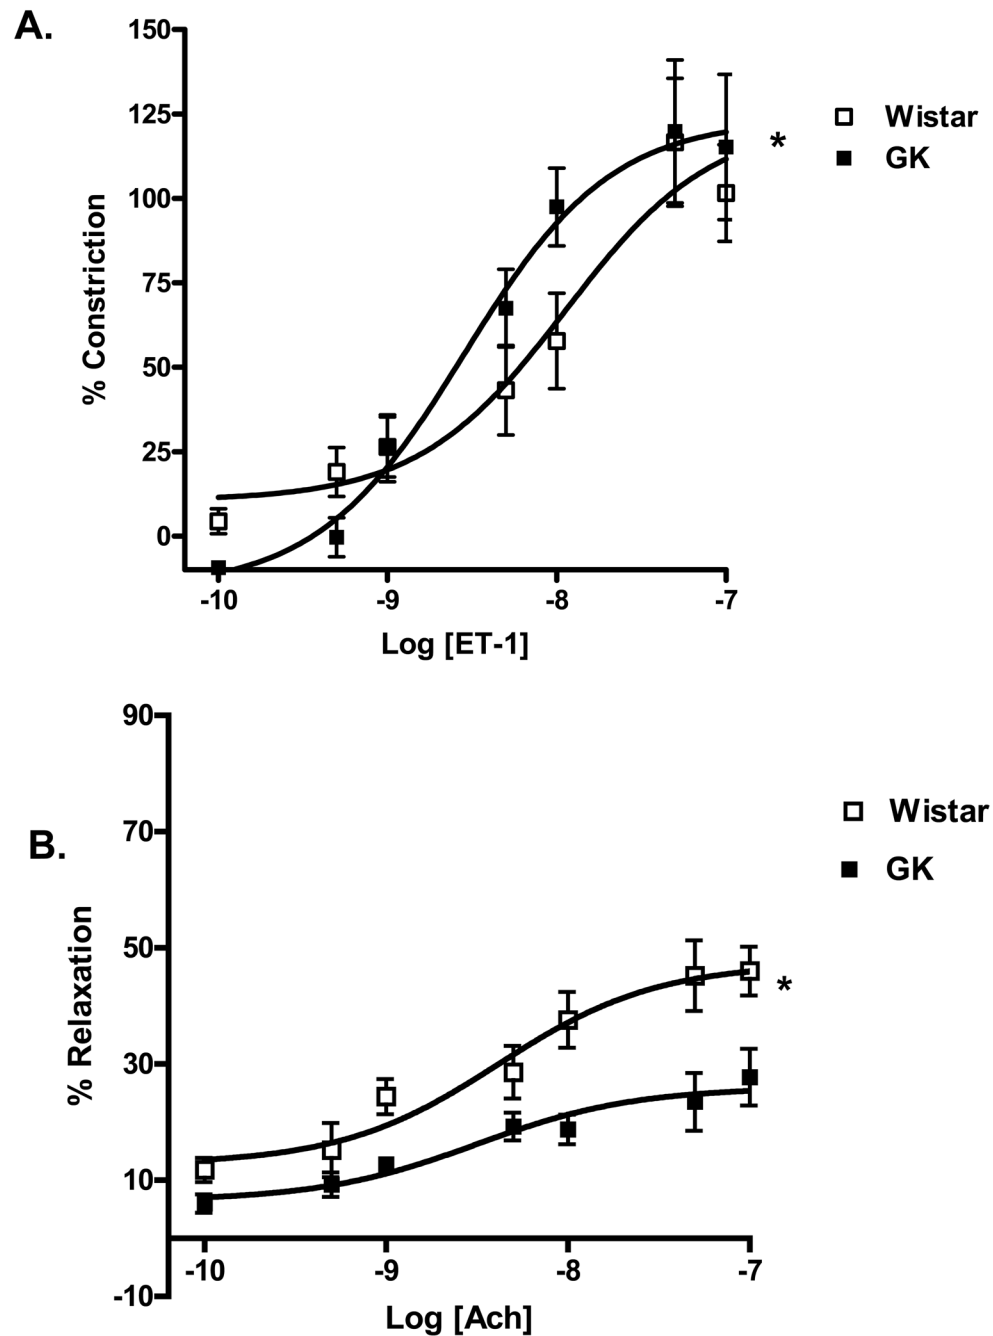 A.
150
125
100
75
50
25
0
% Constriction
-10 -9 -8 -7
Log [ET-1]
Wistar
GK
*
B.
90
70
50
30
10
-10
% Relaxation
-10 -9 -8 -7
Log [Ach]
Wistar
GK
*